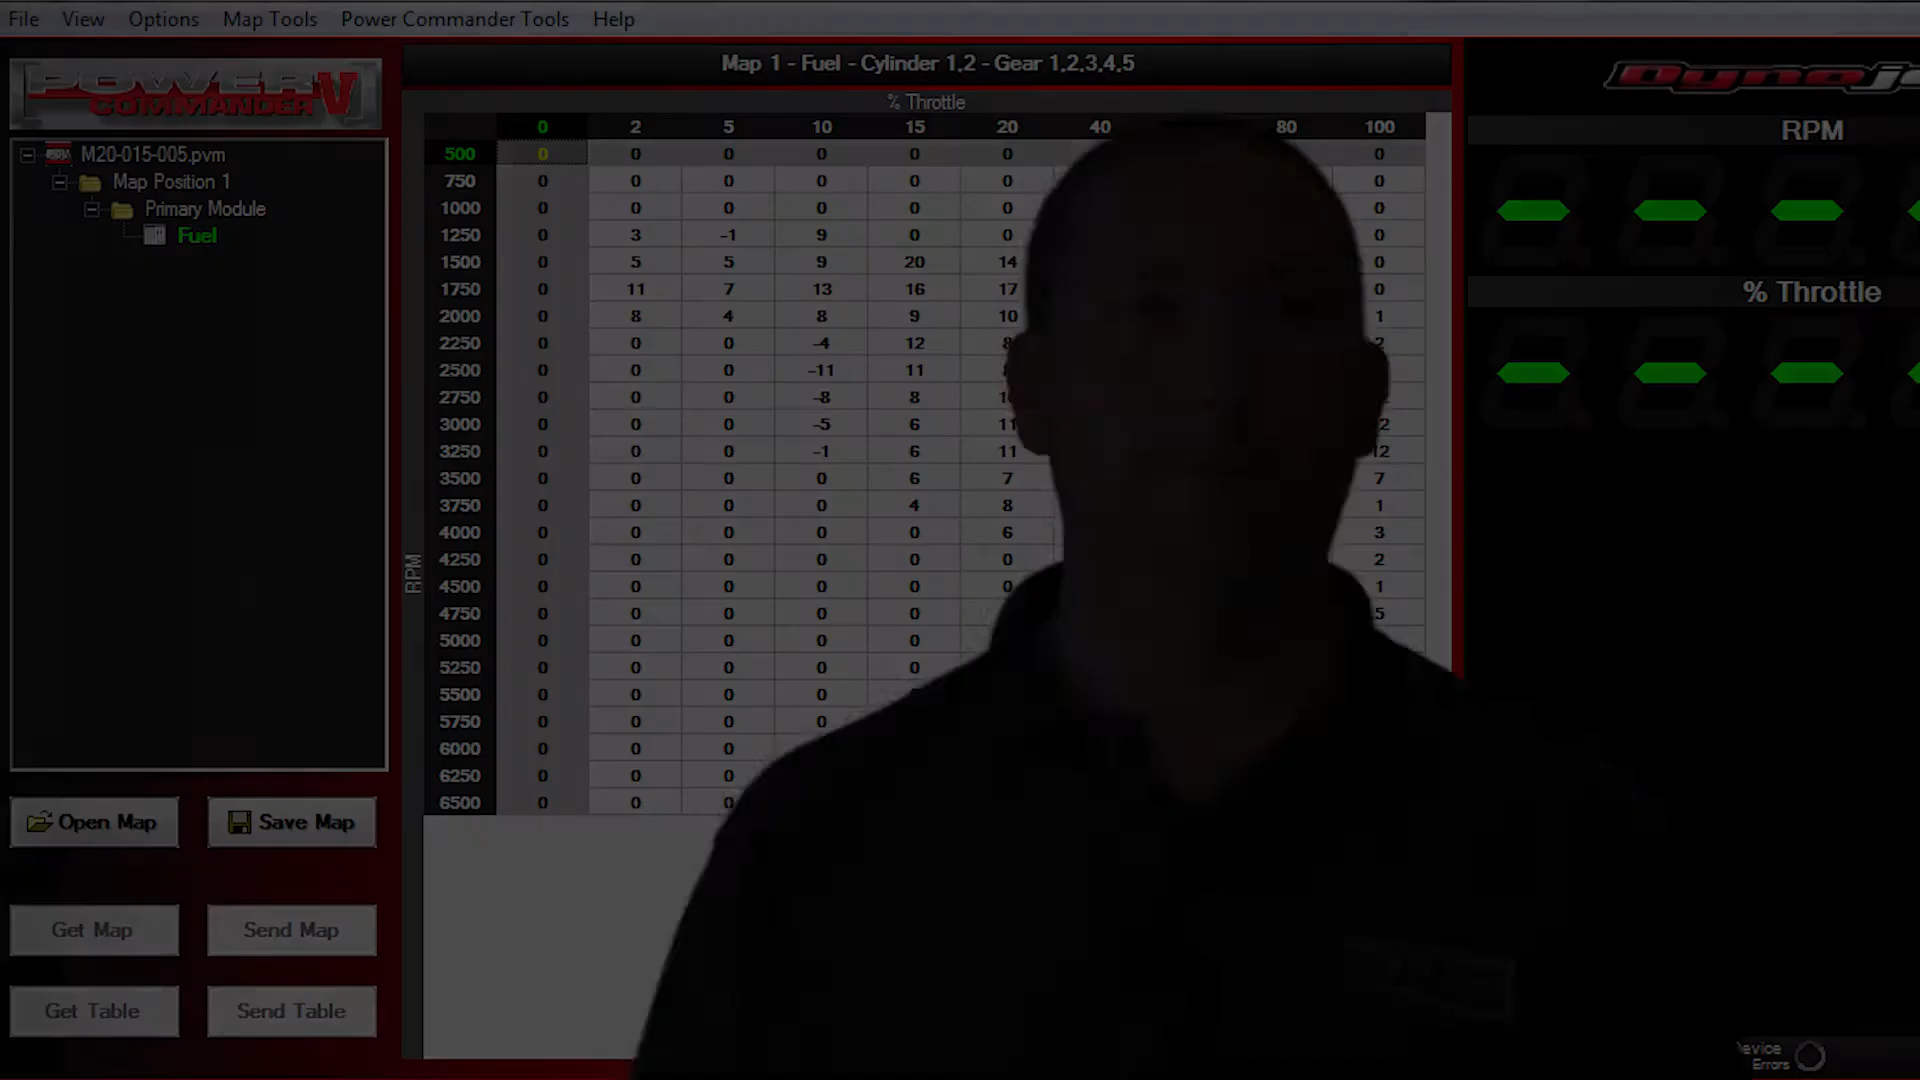 File View Options Map Tools Power Commander Tools Help
POWER COMMANDER V
M20-015-005.pvm
Map Position 1
Primary Module
Fuel
Open Map Save Map
Get Map Send Map
Get Table Send Table
Map 1 - Fuel - Cylinder 1,2 - Gear 1,2,3,4,5
% Throttle
RPM
0 2 5 10 15 20 40 80 100
500 0 0 0 0 0 0 0
750 0 0 0 0 0 0 0
1000 0 0 0 0 0 0 0
1250 0 3 -1 9 0 0 0
1500 0 5 5 9 20 14 0
1750 0 11 7 13 16 17 0
2000 0 8 4 8 9 10 1
2250 0 0 0 -4 12
2500 0 0 0 -11 11
2750 0 0 0 -8 8
3000 0 0 0 -5 6 11
3250 0 0 0 -1 6 11 12
3500 0 0 0 0 6 7 7
3750 0 0 0 0 4 8 1
4000 0 0 0 0 0 6 3
4250 0 0 0 0 0 0 2
4500 0 0 0 0 0 0 1
4750 0 0 0 0 0 5
5000 0 0 0 0 0
5250 0 0 0 0 0
5500 0 0 0 0
5750 0 0 0 0
6000 0 0 0
6250 0 0 0
6500 0 0 0
RPM
% Throttle
Errors